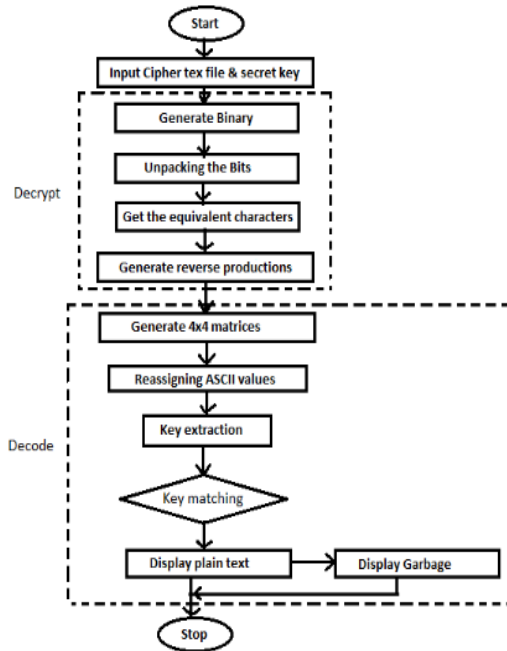 Start
Input Cipher tex file & secret key
Generate Binary
Unpacking the Bits
Decrypt
Get the equivalent characters
Generate reverse productions
Generate 4x4 matrices
Reassigning ASCII values
Key extraction
Decode
Key matching
Display plain text
Display Garbage
Stop